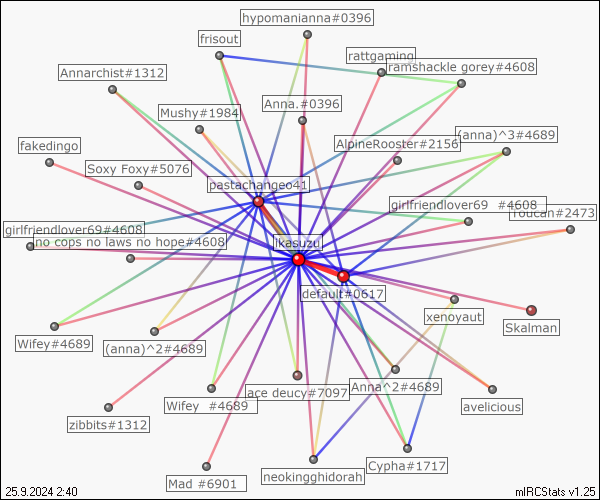 hypomanianna#0396
frisout
rattgaming
ramshackle gorey#4608
Annarchist#1312
Anna.#0396
Mushy#1984
AlpineRooster#2156
(anna)^3#4689
fakedingo
Soxy Foxy#5076
pastachangeo41
girlfriendlover69 #4608
Toucan#2473
girlfriendlover69#4608
no cops no laws no hope#4608
ikasuzu
default#0617
xenoyaut
Skalman
Wifey#4689
(anna)^2#4689
ace deucy#7097
Anna^2#4689
avelicious
Wifey #4689
zibbits#1312
Cypha#1717
neokingghidorah
Mad #6901
25.9.2024 2:40
mIRCStats v1.25